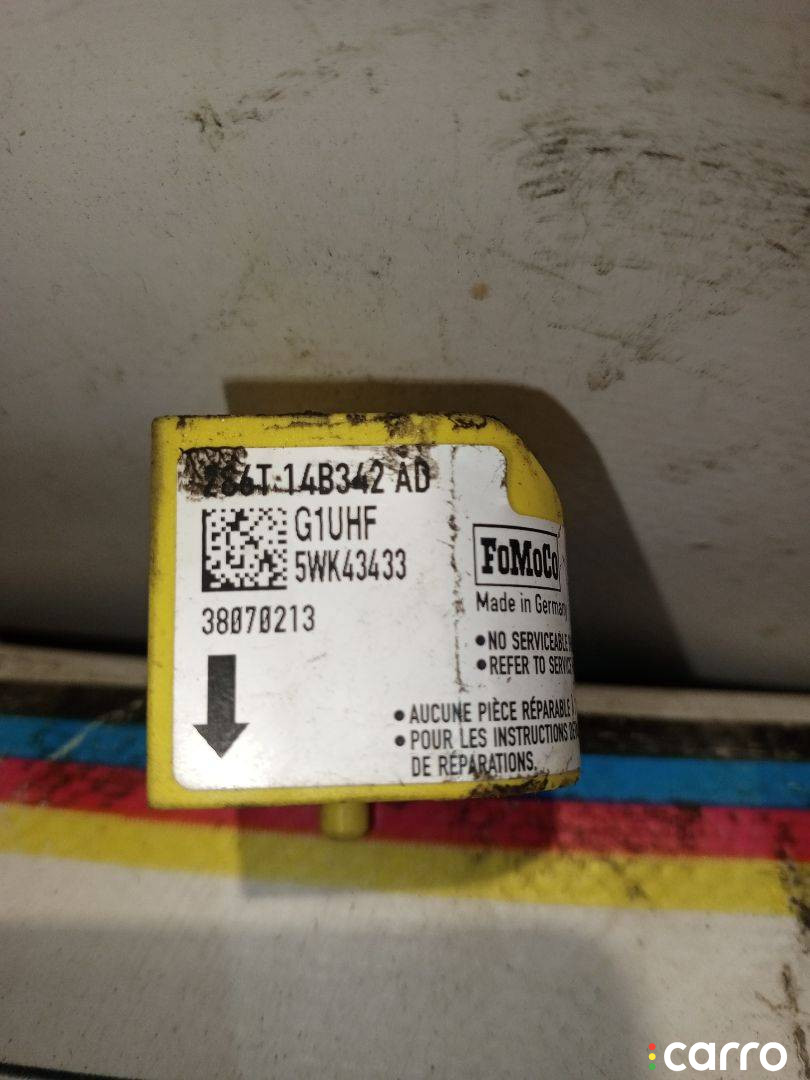 14B342 AD
G1UHF
5WK43433
38070213
FoMoCo
Made in Germany
• NO SERVICEABLE
• REFER TO
• AUCUNE PIÈCE RÉPARABLE
• POUR LES INSTRUCTIONS
DE RÉPARATIONS.
carro